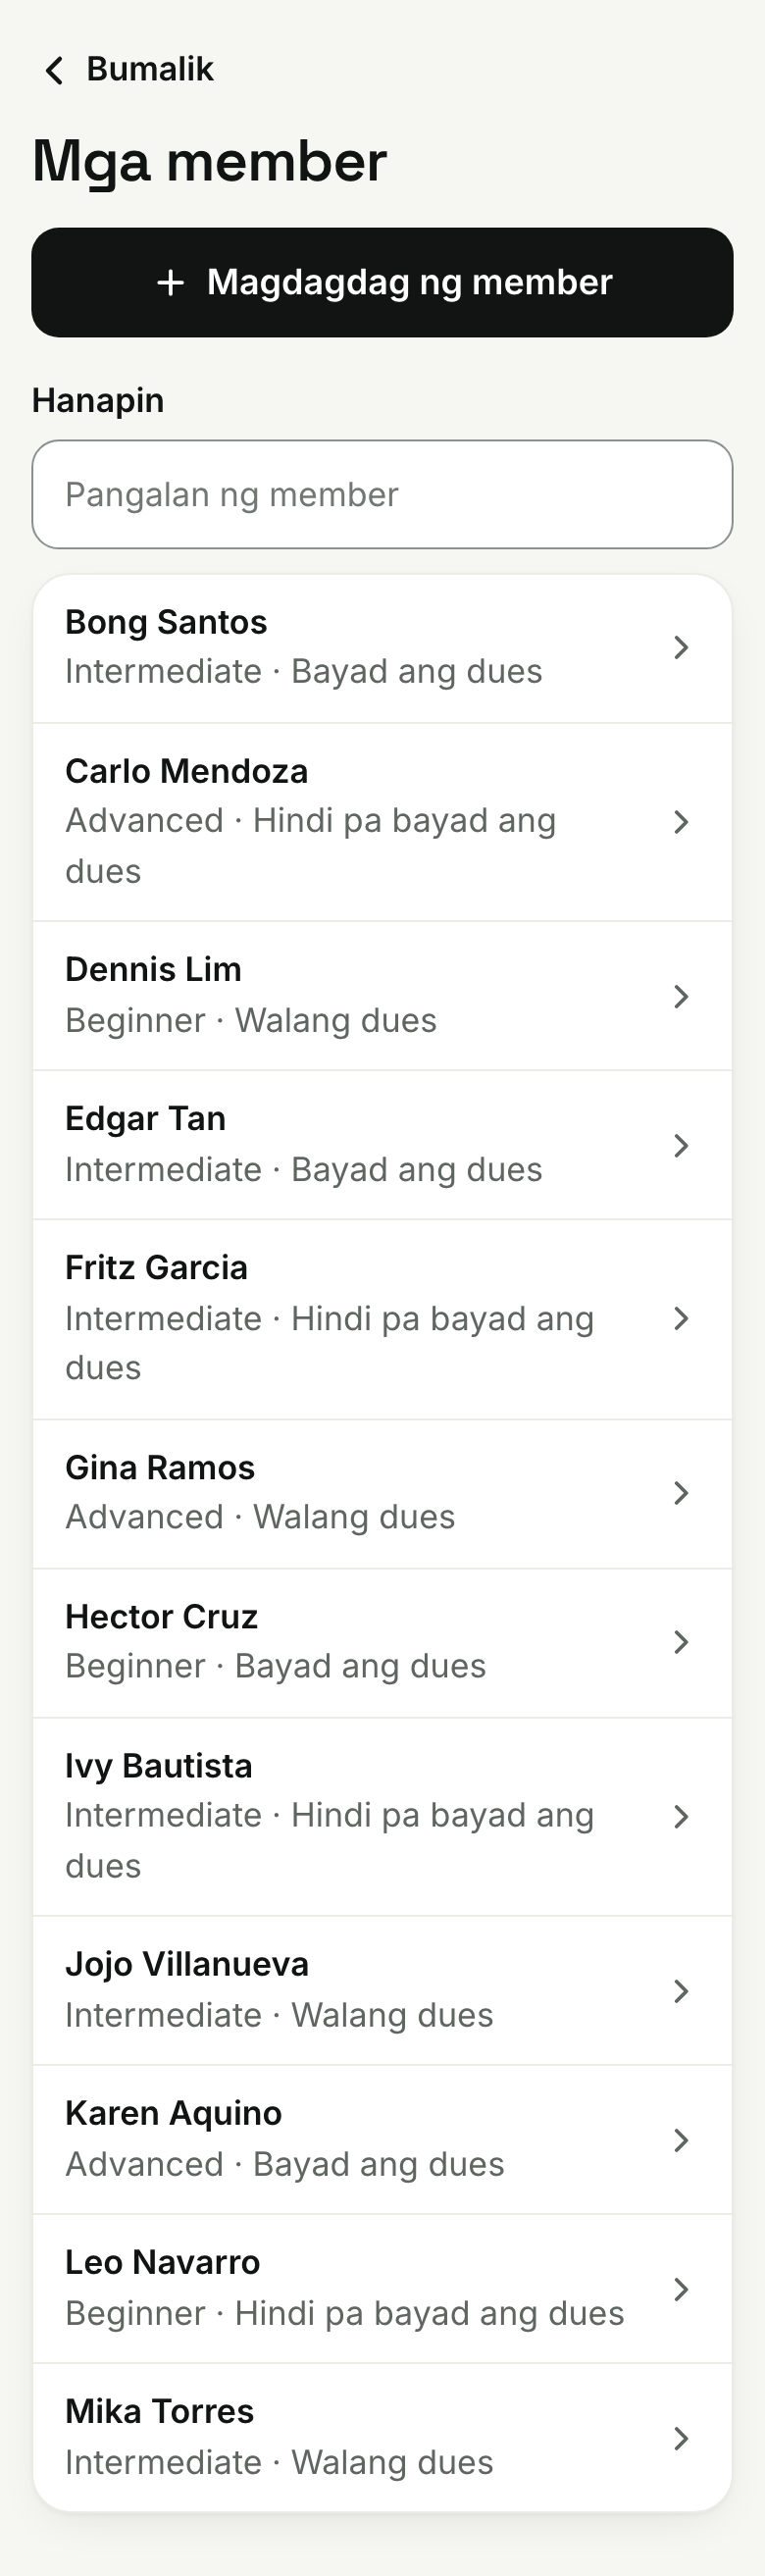 Bumalik
Mga member
+ Magdagdag ng member
Hanapin
Pangalan ng member
Bong Santos
Intermediate · Bayad ang dues
Carlo Mendoza
Advanced · Hindi pa bayad ang
dues
Dennis Lim
Beginner · Walang dues
Edgar Tan
Intermediate · Bayad ang dues
Fritz Garcia
Intermediate · Hindi pa bayad ang
dues
Gina Ramos
Advanced · Walang dues
Hector Cruz
Beginner · Bayad ang dues
Ivy Bautista
Intermediate · Hindi pa bayad ang
dues
Jojo Villanueva
Intermediate · Walang dues
Karen Aquino
Advanced · Bayad ang dues
Leo Navarro
Beginner · Hindi pa bayad ang dues
Mika Torres
Intermediate · Walang dues